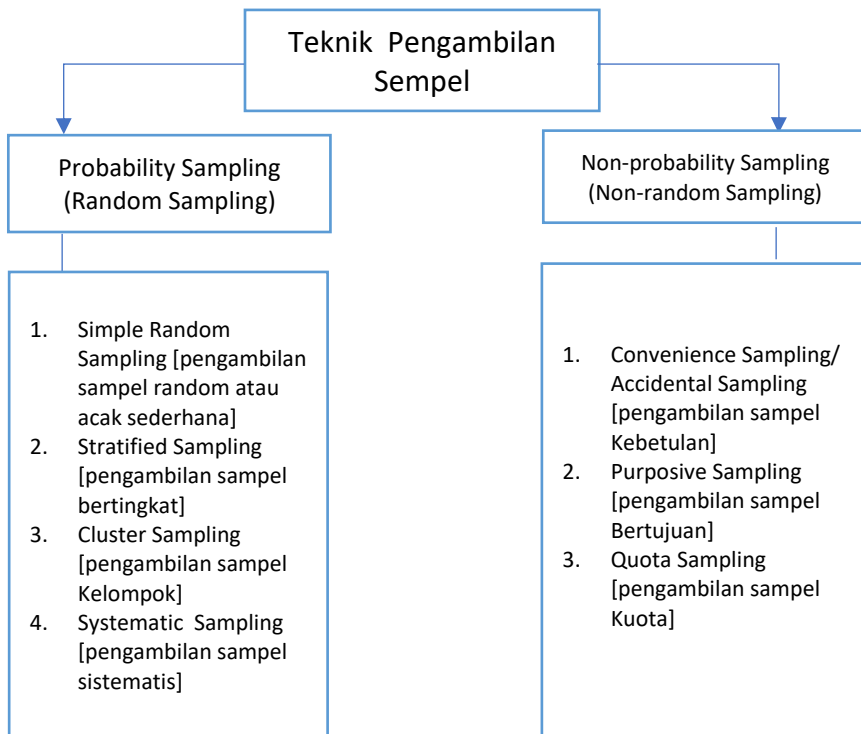 Teknik Pengambilan
Sempel
Probability Sampling
(Random Sampling)
Non-probability Sampling
(Non-random Sampling)
1. Simple Random
Sampling [pengambilan
sampel random atau
acak sederhana]
2. Stratified Sampling
[pengambilan sampel
bertingkat]
3. Cluster Sampling
[pengambilan sampel
Kelompok]
4. Systematic Sampling
[pengambilan sampel
sistematis]
1. Convenience Sampling/
Accidental Sampling
[pengambilan sampel
Kebetulan]
2. Purposive Sampling
[pengambilan sampel
Bertujuan]
3. Quota Sampling
[pengambilan sampel
Kuota]